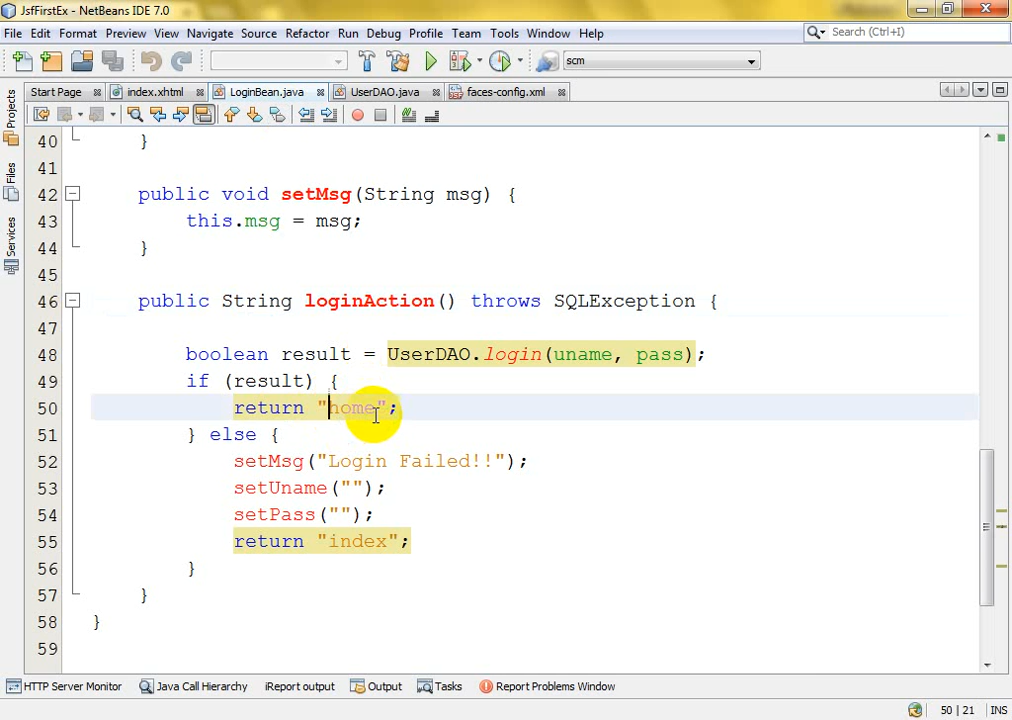 JsfFirstEx - NetBeans IDE 7.0
File Edit Format Preview View Navigate Source Refactor Run Debug Profile Team Tools Window Help
Search (Ctrl+I)
scm
Start Page index.xhtml LoginBean.java UserDAO.java faces-config.xml
Projects
Files
Services
40 }
41
42 public void setMsg(String msg) {
43 this.msg = msg;
44 }
45
46 public String loginAction() throws SQLException {
47
48 boolean result = UserDAO.login(uname, pass);
49 if (result) {
50 return "home";
51 } else {
52 setMsg("Login Failed!!");
53 setUname("");
54 setPass("");
55 return "index";
56 }
57 }
58 }
59
HTTP Server Monitor Java Call Hierarchy iReport output Output Tasks Report Problems Window
50 | 21 INS